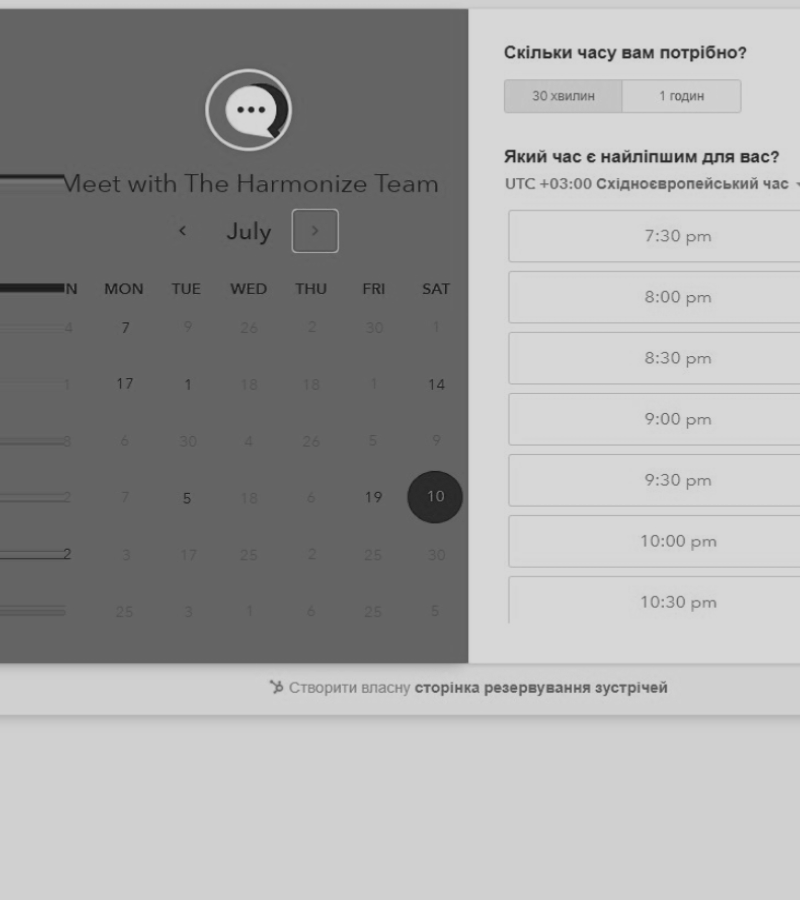 Meet with The Harmonize Team
July
N MON TUE WED THU FRI SAT
4 7 9 26 2 30 1
1 17 1 18 18 1 14
8 6 30 4 26 5 9
2 7 5 18 6 19 10
2 3 17 25 2 25 30
25 3 1 6 25 5
Скільки часу вам потрібно?
30 хвилин 1 годин
Який час є найліпшим для вас?
UTC +03:00 Східноєвропейський час
7:30 pm
8:00 pm
8:30 pm
9:00 pm
9:30 pm
10:00 pm
10:30 pm
Створити власну сторінка резервування зустрічей